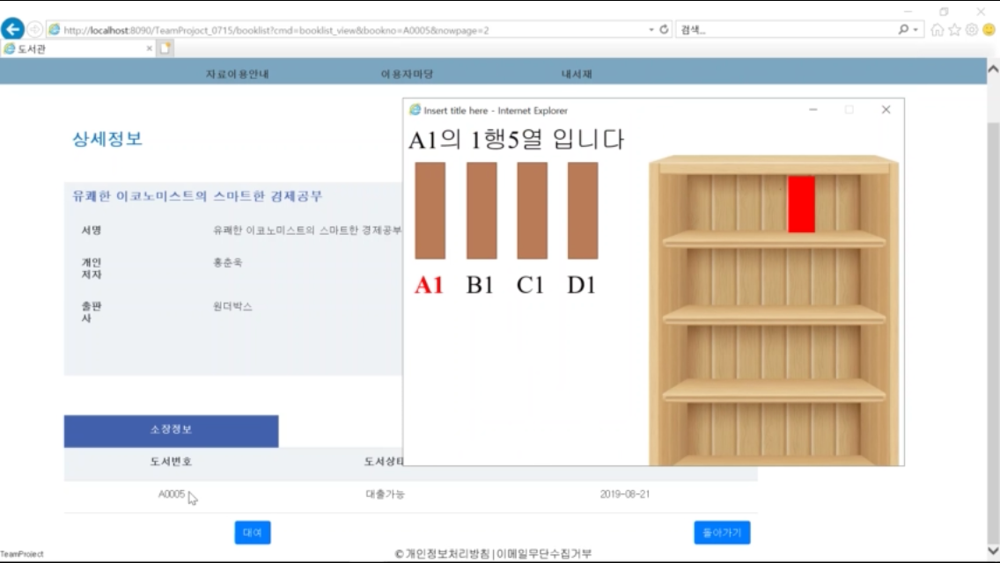 http://localhost:8090/TeamProjoct_0715/booklist?cmd=booklist_view&bookno=A0005&nowpage=2
검색...
도서관
자료이용안내 이용자마당 내서재
Insert title here - Internet Explorer
A1의 1행5열 입니다
A1 B1 C1 D1
상세정보
유쾌한 이코노미스트의 스마트한 경제공부
서명 유쾌한 이코노미스트의 스마트한 경제공부
개인
저자 홍춘욱
출판
사 원더박스
소장정보
도서번호 도서상태
A0005 대출가능 2019-08-21
대여 돌아가기
© 개인정보처리방침 | 이메일무단수집거부
TeamProject